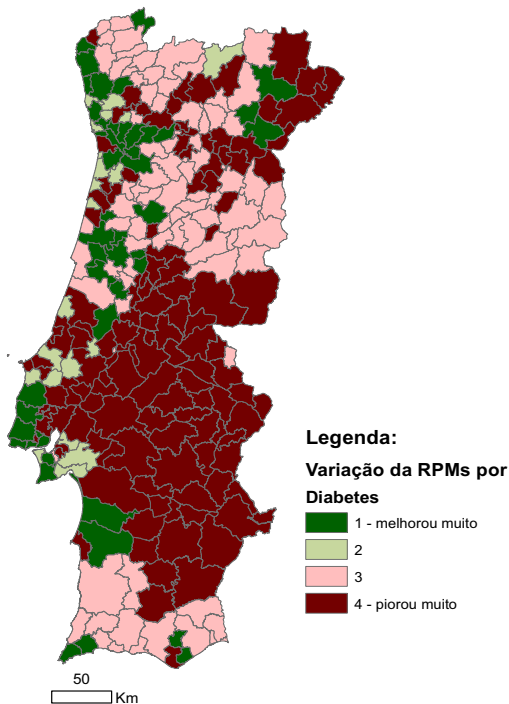 Legenda:
Variação da RPMs por
Diabetes
1 - melhorou muito
2
3
4 - piorou muito
50
Km